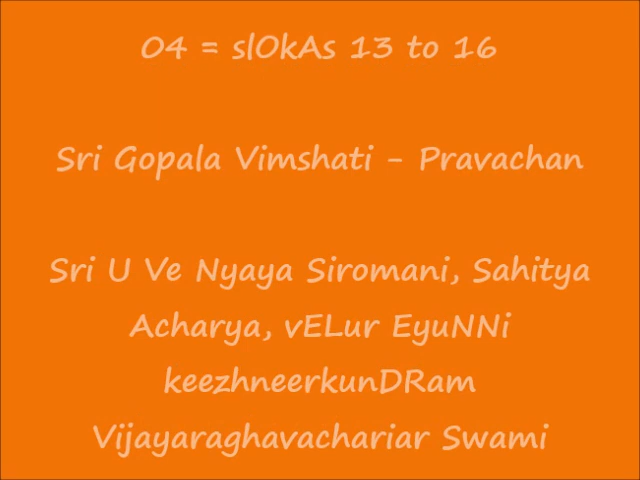 04 = slOkAs 13 to 16
Sri Gopala Vimshati - Pravachan
Sri U Ve Nyaya Siromani, Sahitya
Acharya, vELur EyuNNi
keezhneerkunDRam
Vijayaraghavachariar Swami